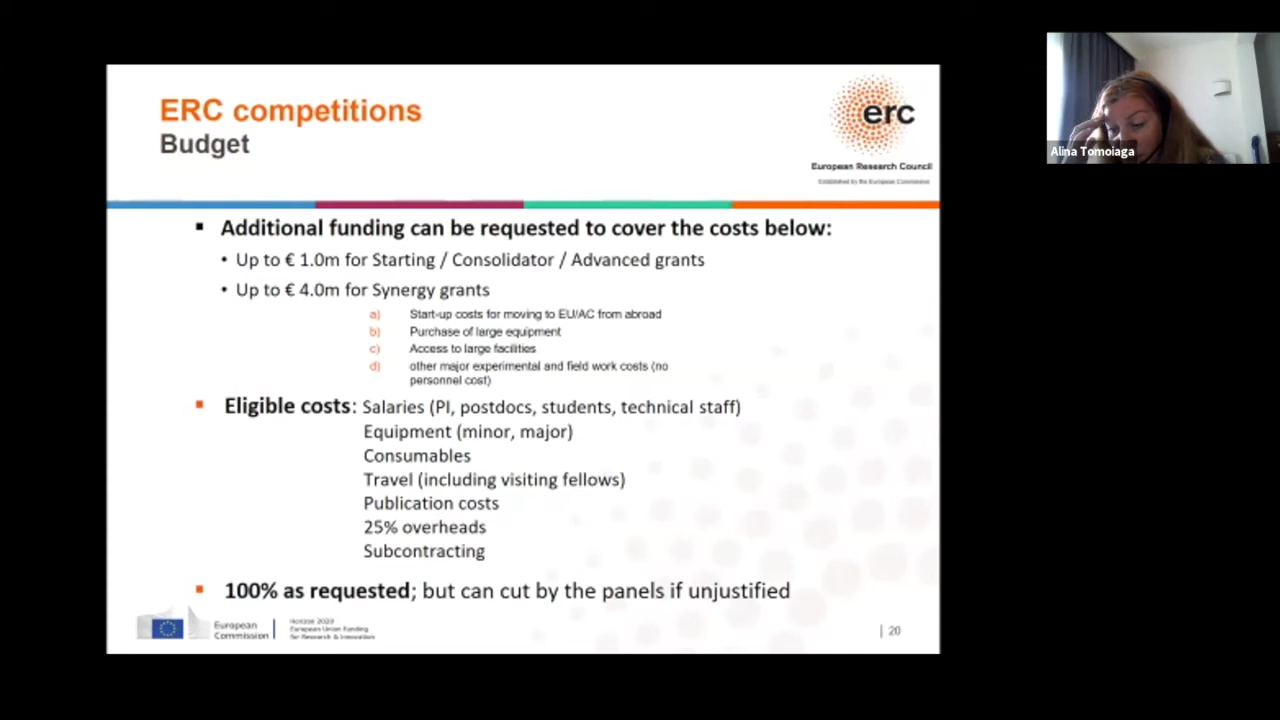 ERC competitions
Budget
erc
European Research Council
Established by the European Commission
Alina Tomoiaga
▪ Additional funding can be requested to cover the costs below:
• Up to € 1.0m for Starting / Consolidator / Advanced grants
• Up to € 4.0m for Synergy grants
a) Start-up costs for moving to EU/AC from abroad
b) Purchase of large equipment
c) Access to large facilities
d) other major experimental and field work costs (no
personnel cost)
▪ Eligible costs: Salaries (PI, postdocs, students, technical staff)
Equipment (minor, major)
Consumables
Travel (including visiting fellows)
Publication costs
25% overheads
Subcontracting
▪ 100% as requested; but can cut by the panels if unjustified
European
Commission
Horizon 2020
European Union Funding
for Research & Innovation
| 20